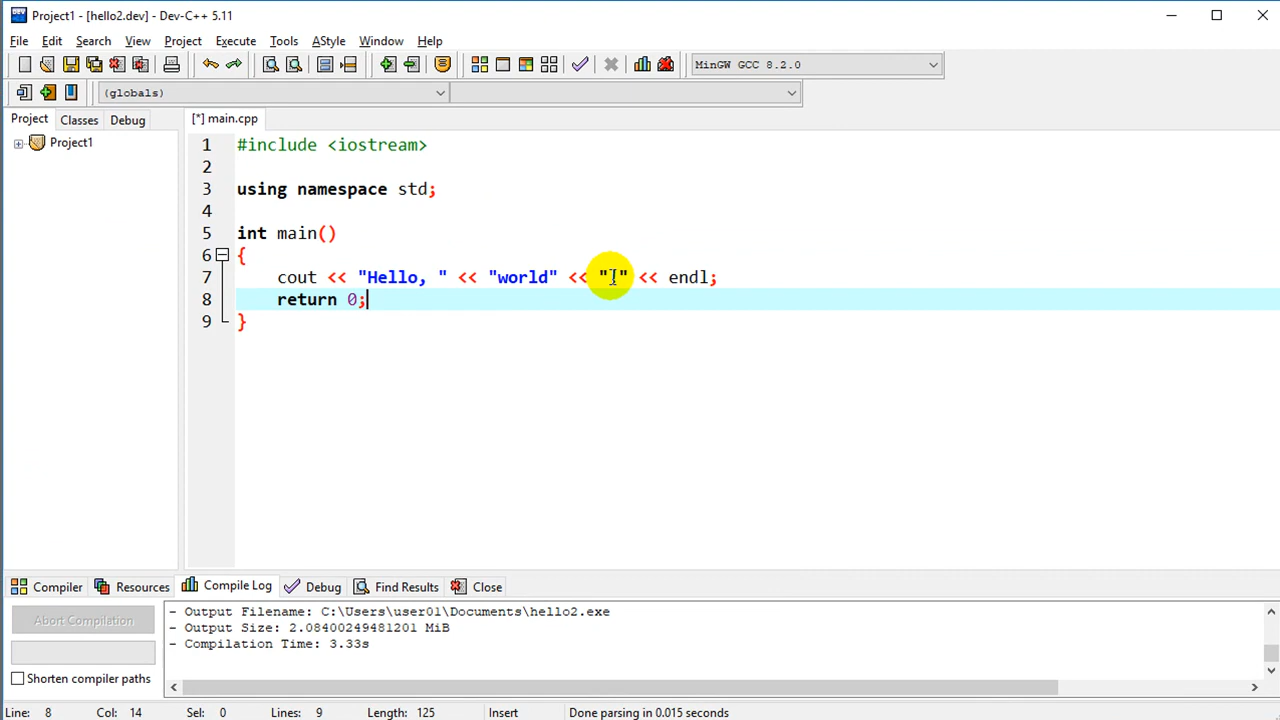 Project1 - [hello2.dev] - Dev-C++ 5.11
File Edit Search View Project Execute Tools AStyle Window Help
MinGW GCC 8.2.0
(globals)
Project Classes Debug [*] main.cpp
Project1
1 #include <iostream>
2
3 using namespace std;
4
5 int main()
6 {
7 cout << "Hello, " << "world" << " " << endl;
8 return 0;
9 }
Compiler Resources Compile Log Debug Find Results Close
Abort Compilation
- Output Filename: C:\Users\user01\Documents\hello2.exe
- Output Size: 2.08400249481201 MiB
- Compilation Time: 3.33s
Shorten compiler paths
Line: 8 Col: 14 Sel: 0 Lines: 9 Length: 125 Insert Done parsing in 0.015 seconds